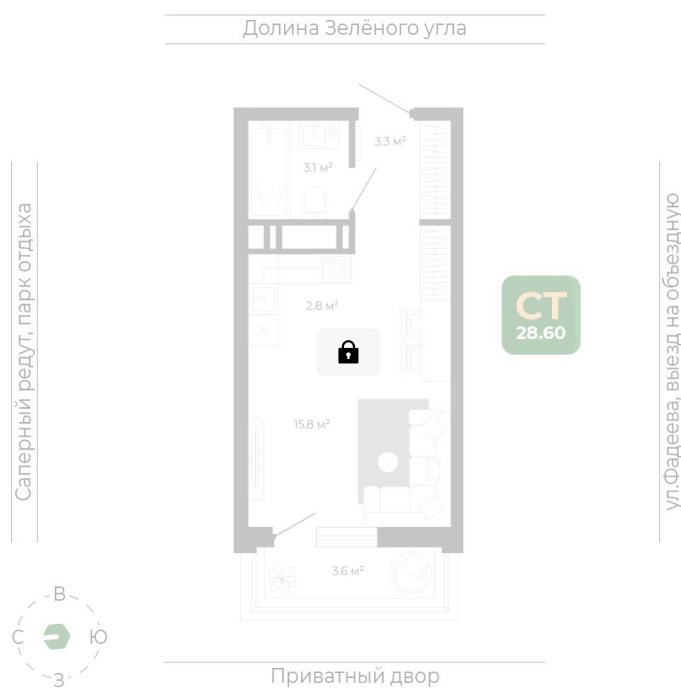 Долина Зелёного угла
3.3 м²
3.1 м²
Саперный редут, парк отдыха
ул.Фадеева, выезд на объездную
СТ
28.60
2.8 м²
15.8 м²
3.6 м²
В
С
Ю
З
Приватный двор